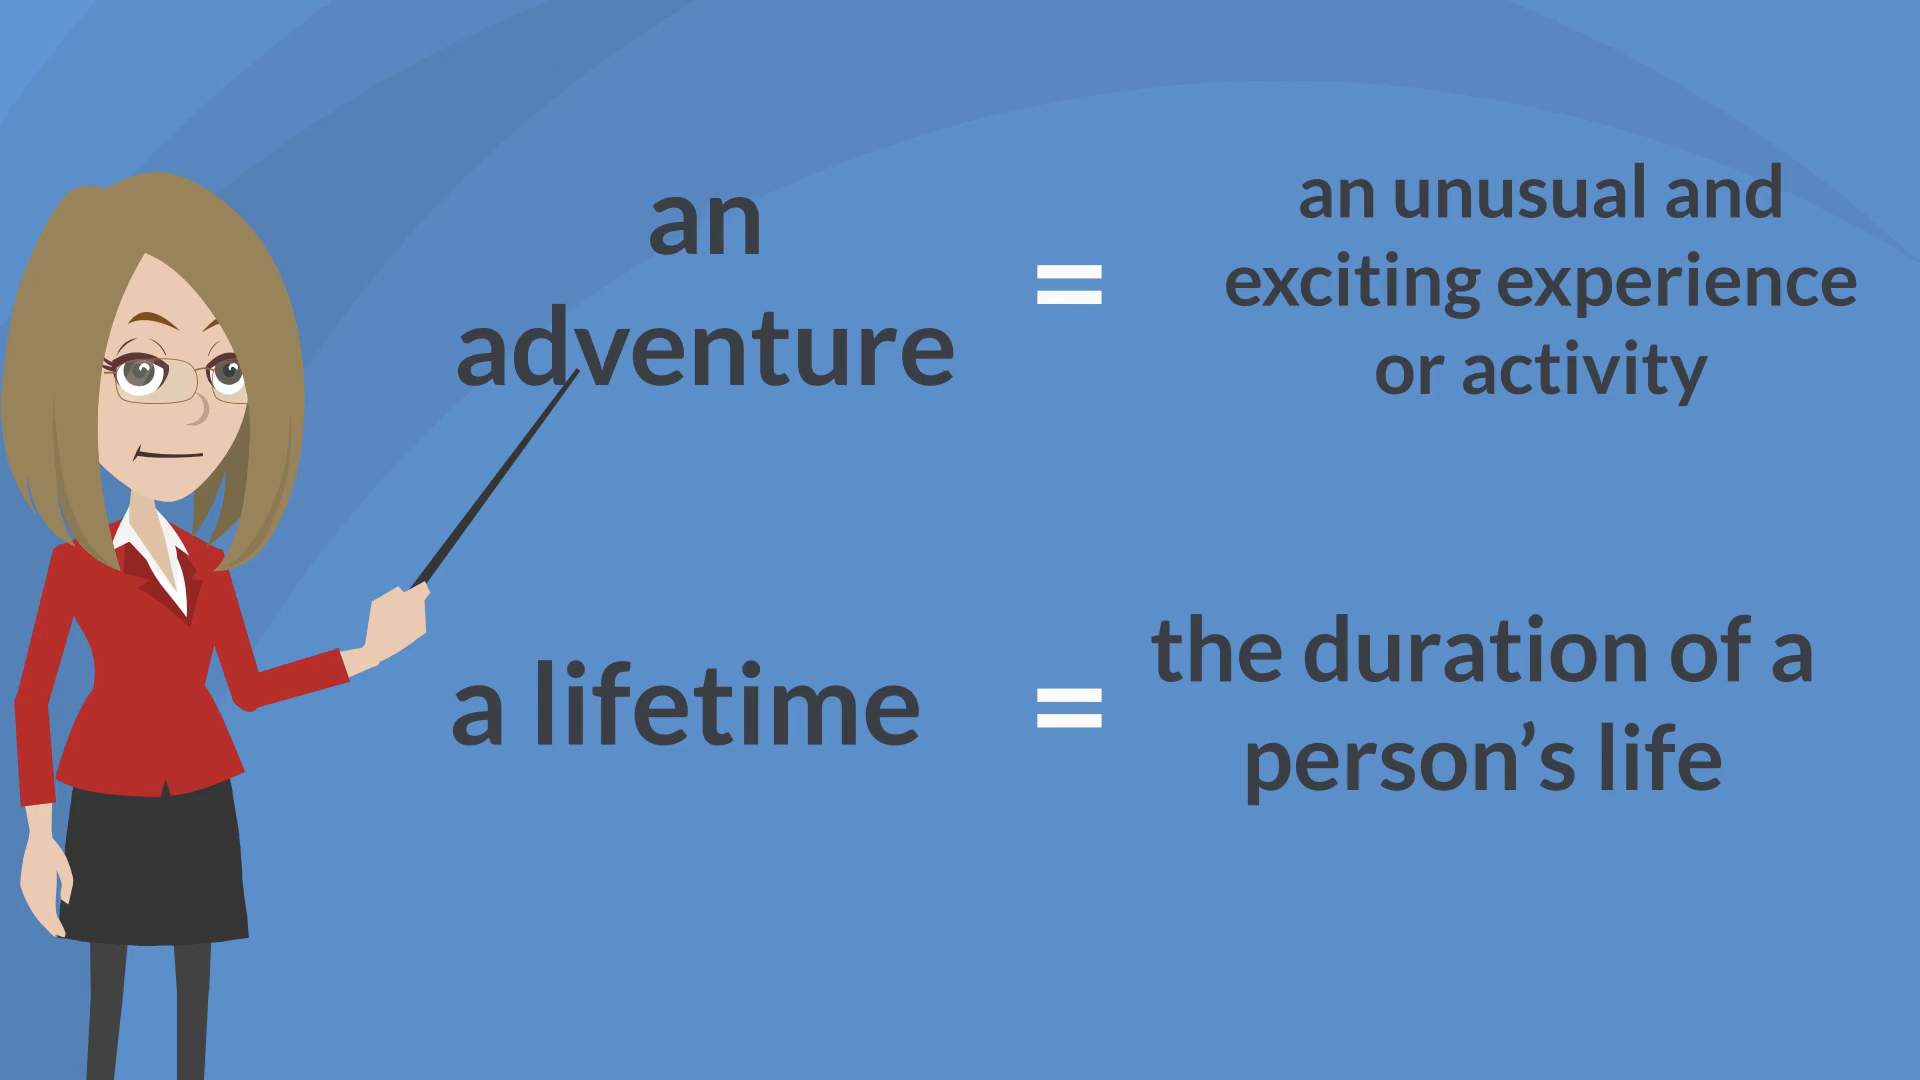 an
adventure
=
an unusual and
exciting experience
or activity
a lifetime
=
the duration of a
person’s life